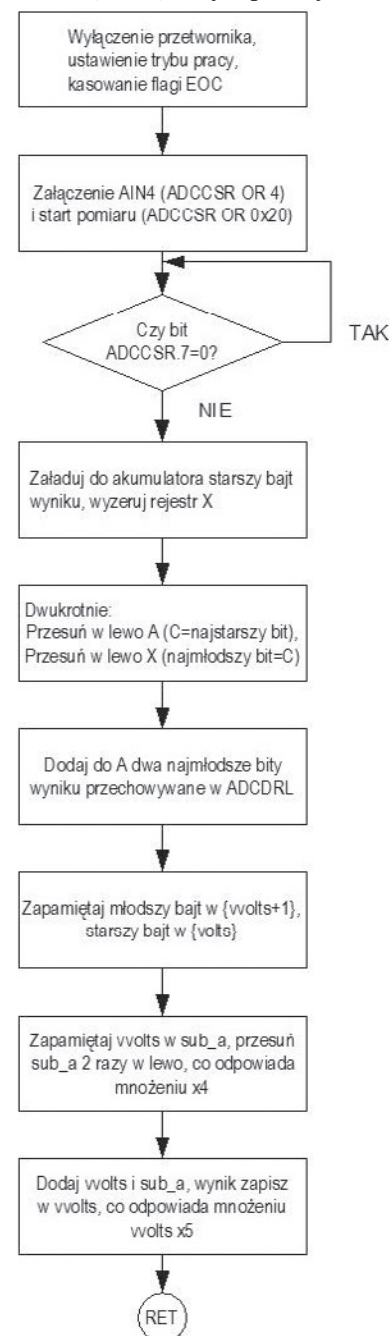 Wyłączenie przetwornika,
ustawienie trybu pracy,
kasowanie flagi EOC
Załączenie AIN4 (ADCCSR OR 4)
i start pomiaru (ADCCSR OR 0x20)
Czy bit
ADCCSR.7=0?
TAK
NIE
Załaduj do akumulatora starszy bajt
wyniku, wyzeruj rejestr X
Dwukrotnie:
Przesuń w lewo A (C=najstarszy bit),
Przesuń w lewo X (najmłodszy bit=C)
Dodaj do A dwa najmłodsze bity
wyniku przechowywane w ADCDRL
Zapamiętaj młodszy bajt w {vvolts+1},
starszy bajt w {volts}
Zapamiętaj vvolts w sub_a, przesuń
sub_a 2 razy w lewo, co odpowiada
mnożeniu x4
Dodaj vvolts i sub_a, wynik zapisz
w vvolts, co odpowiada mnożeniu
vvolts x5
RET